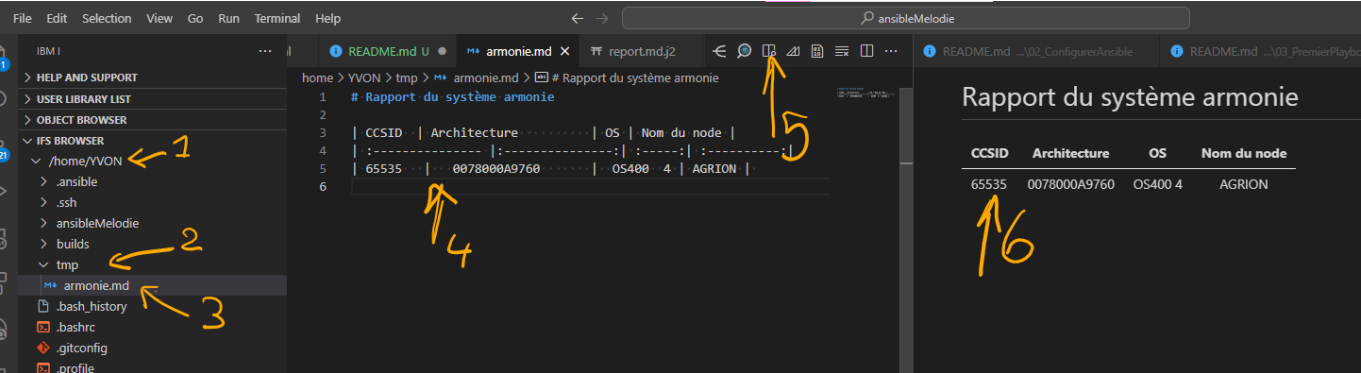 File Edit Selection View Go Run Terminal Help
ansibleMelodie
IBM I ...
HELP AND SUPPORT
USER LIBRARY LIST
OBJECT BROWSER
IFS BROWSER
/home/YVON
.ansible
.ssh
ansibleMelodie
builds
tmp
armonie.md
.bash_history
.bashrc
.gitconfig
.profile
1
2
3
1
21
README.md U
armonie.md
report.md.j2
home > YVON > tmp > armonie.md > # Rapport du système armonie
1 # Rapport du système armonie
2
3 | CCSID | Architecture | OS | Nom du node |
4 | :--------------- |:---------------:| :-----:| :----------:|
5 | 65535 | 0078000A9760 | OS400 4 | AGRION |
6
4
5
README.md ...\02_ConfigurerAnsible
README.md ...\03_PremierPlaybo
Rapport du système armonie
CCSID Architecture OS Nom du node
65535 0078000A9760 OS400 4 AGRION
6